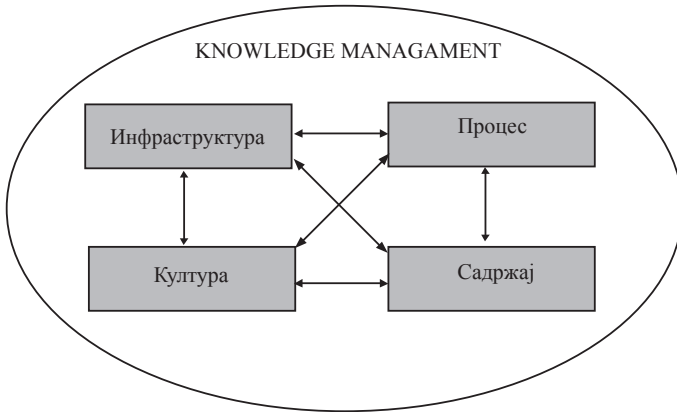 KNOWLEDGE MANAGAMENT
Инфраструктура
Процес
Култура
Садржај